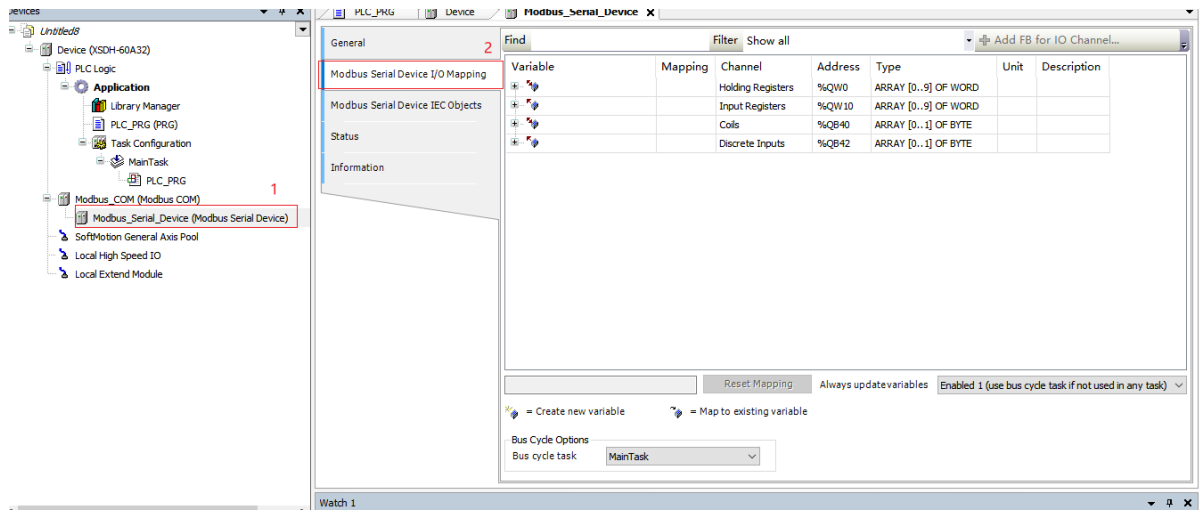 Devices
Untitled8
Device (XSDH-60A32)
PLC Logic
Application
Library Manager
PLC_PRG (PRG)
Task Configuration
MainTask
PLC_PRG
1
Modbus_COM (Modbus COM)
Modbus_Serial_Device (Modbus Serial Device)
SoftMotion General Axis Pool
Local High Speed IO
Local Extend Module
PLC_PRG Device Modbus_Serial_Device X
General
2
Modbus Serial Device I/O Mapping
Modbus Serial Device IEC Objects
Status
Information
Find Filter Show all Add FB for IO Channel...
Variable Mapping Channel Address Type Unit Description
Holding Registers %QW0 ARRAY [0..9] OF WORD
Input Registers %QW10 ARRAY [0..9] OF WORD
Coils %QB40 ARRAY [0..1] OF BYTE
Discrete Inputs %QB42 ARRAY [0..1] OF BYTE
Reset Mapping Always update variables Enabled 1 (use bus cycle task if not used in any task)
= Create new variable = Map to existing variable
Bus Cycle Options
Bus cycle task MainTask
Watch 1